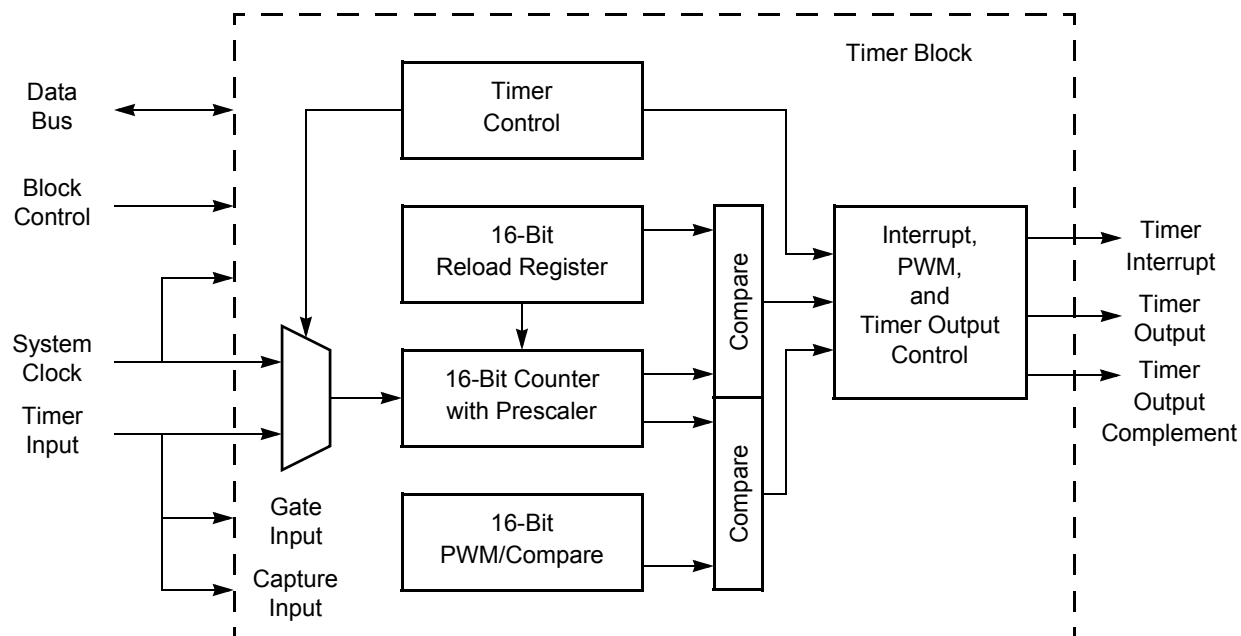 Timer Block
Data
Bus
Timer
Control
Block
Control
16-Bit
Reload Register
Compare
Interrupt,
PWM,
and
Timer Output
Control
Timer
Interrupt
Timer
Output
Timer
Output
Complement
System
Clock
Timer
Input
16-Bit Counter
with Prescaler
Compare
Gate
Input
16-Bit
PWM/Compare
Capture
Input